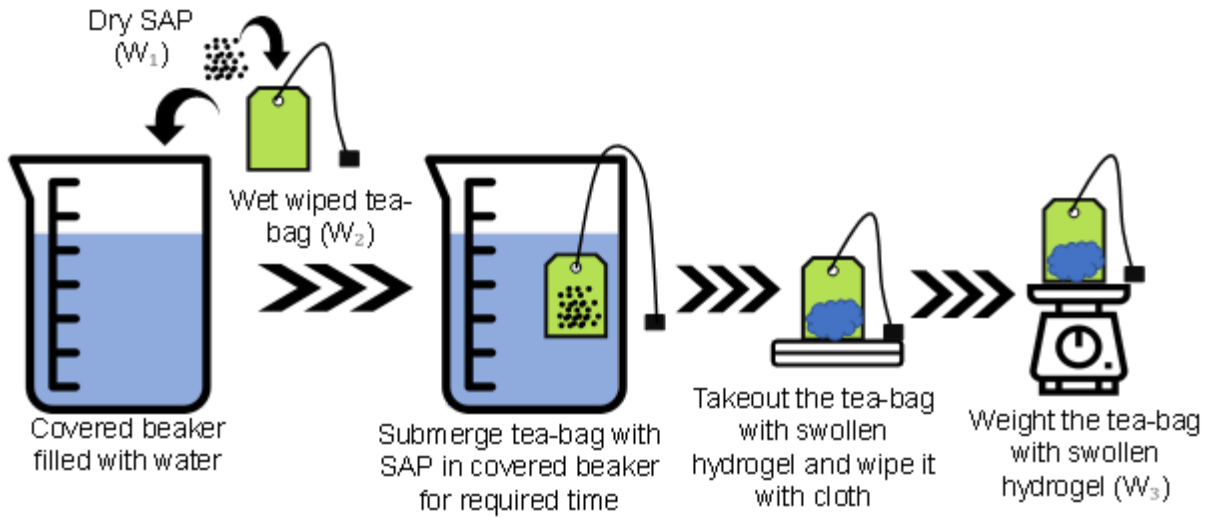 Dry SAP
(W₁)
Wet wiped tea-
bag (W₂)
Covered beaker
filled with water
Submerge tea-bag with
SAP in covered beaker
for required time
Takeout the tea-bag
with swollen
hydrogel and wipe it
with cloth
Weight the tea-bag
with swollen
hydrogel (W₃)